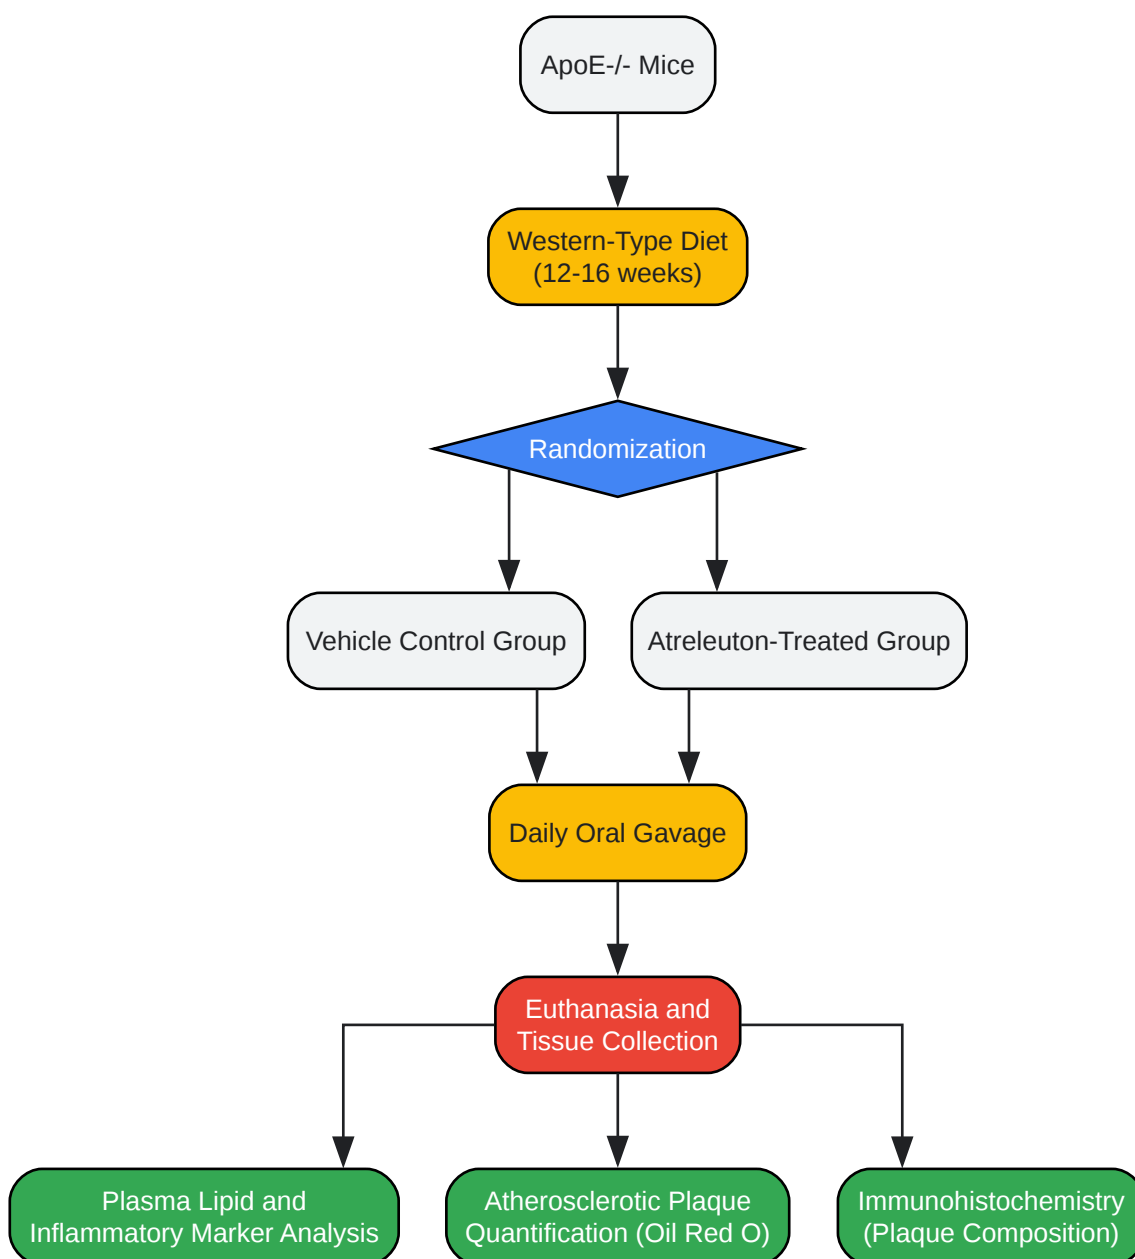 ApoE-/- Mice
Western-Type Diet
(12-16 weeks)
Randomization
Vehicle Control Group
Atreleuton-Treated Group
Daily Oral Gavage
Euthanasia and
Tissue Collection
Plasma Lipid and
Inflammatory Marker Analysis
Atherosclerotic Plaque
Quantification (Oil Red O)
Immunohistochemistry
(Plaque Composition)